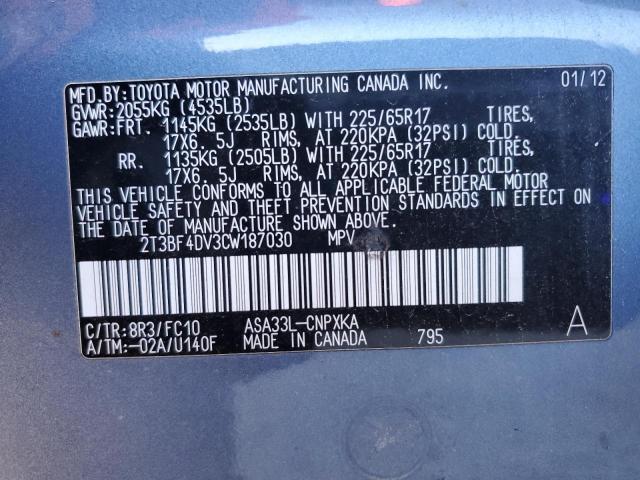 MFD.BY:TOYOTA MOTOR MANUFACTURING CANADA INC. 01/12
GVWR:2055KG (4535LB)
GAWR:FRT. 1145KG (2535LB) WITH 225/65R17 TIRES,
17X6. 5J RIMS, AT 220KPA (32PSI) COLD.
RR. 1135KG (2505LB) WITH 225/65R17 TIRES,
17X6. 5J RIMS, AT 220KPA (32PSI) COLD.
THIS VEHICLE CONFORMS TO ALL APPLICABLE FEDERAL MOTOR
VEHICLE SAFETY AND THEFT PREVENTION STANDARDS IN EFFECT ON
THE DATE OF MANUFACTURE SHOWN ABOVE.
2T3BF4DV3CW187030 MPV
C/TR:8R3/FC10 ASA33L-CNPXKA A
A/TM:-02A/U140F MADE IN CANADA 795